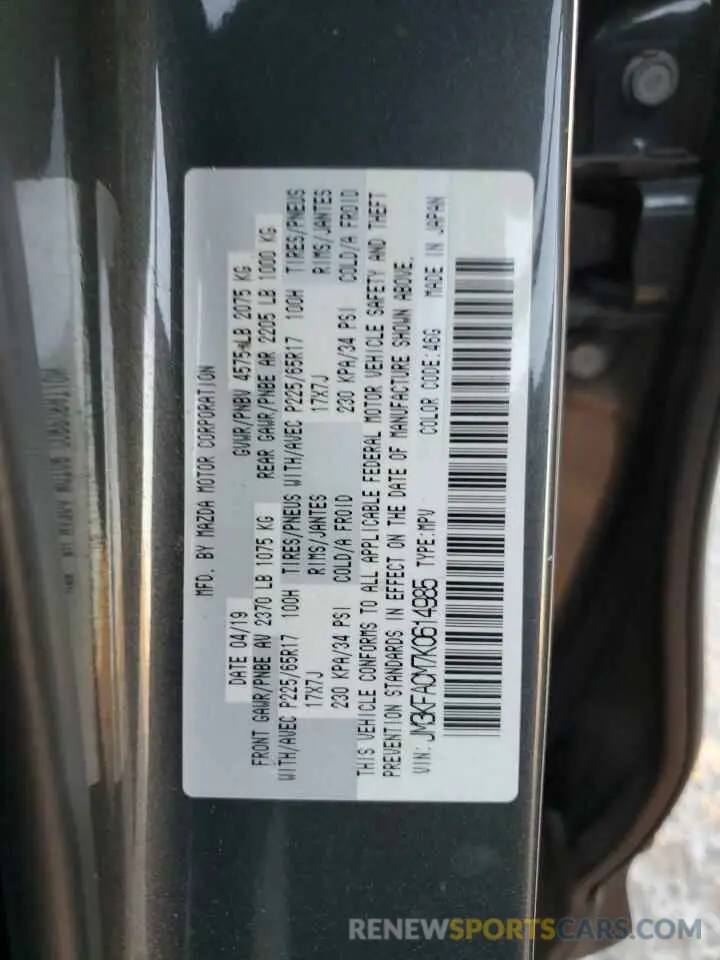 MFD. BY MAZDA MOTOR CORPORATION
DATE 04/19 GVWR/PNBV 4575 LB 2075 KG
FRONT GAWR/PNBE AV 2370 LB 1075 KG REAR GAWR/PNBE AR 2205 LB 1000 KG
WITH/AVEC P225/65R17 100H TIRES/PNEUS WITH/AVEC P225/65R17 100H TIRES/PNEUS
17X7J RIMS/JANTES 17X7J RIMS/JANTES
230 KPA/34 PSI COLD/A FROID 230 KPA/34 PSI COLD/A FROID
THIS VEHICLE CONFORMS TO ALL APPLICABLE FEDERAL MOTOR VEHICLE SAFETY AND THEFT
PREVENTION STANDARDS IN EFFECT ON THE DATE OF MANUFACTURE SHOWN ABOVE.
VIN: JM3KFACM7K0614985 TYPE:MPV COLOR CODE:46G MADE IN JAPAN
RENEWSPORTSCARS.COM